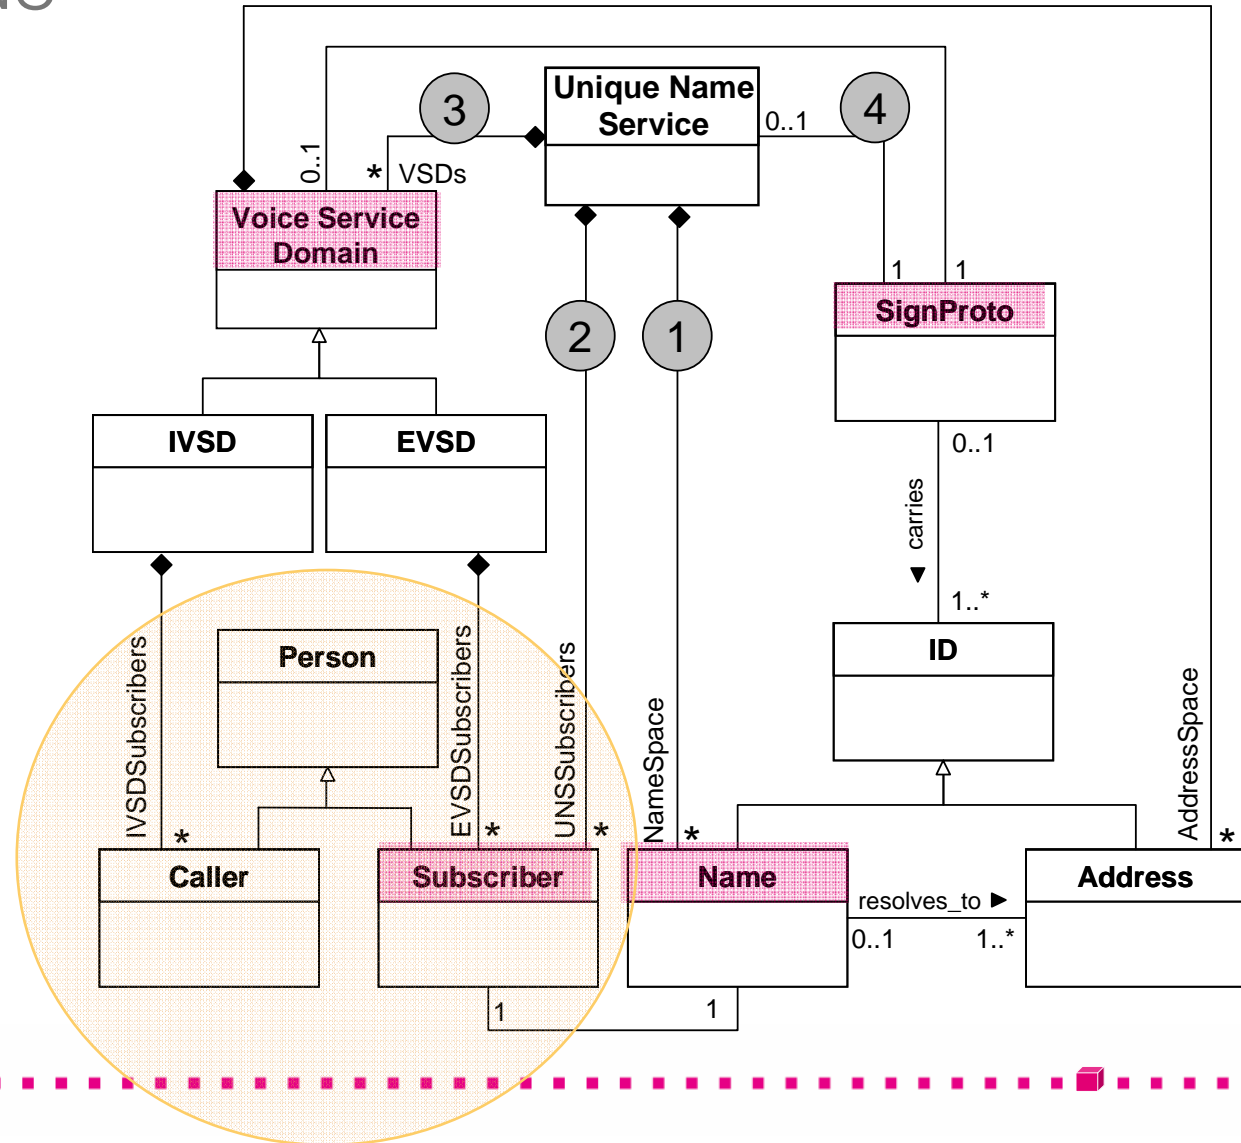 3
Unique Name
Service
0..1
4
0..1
*
VSDs
Voice Service
Domain
1
1
SignProto
2
1
IVSD
EVSD
0..1
carries
1..*
Person
ID
IVSDSubscribers
EVSDSubscribers
UNSSubscribers
NameSpace
AddressSpace
*
*
*
*
*
Caller
Subscriber
Name
Address
resolves_to
0..1
1..*
1
1